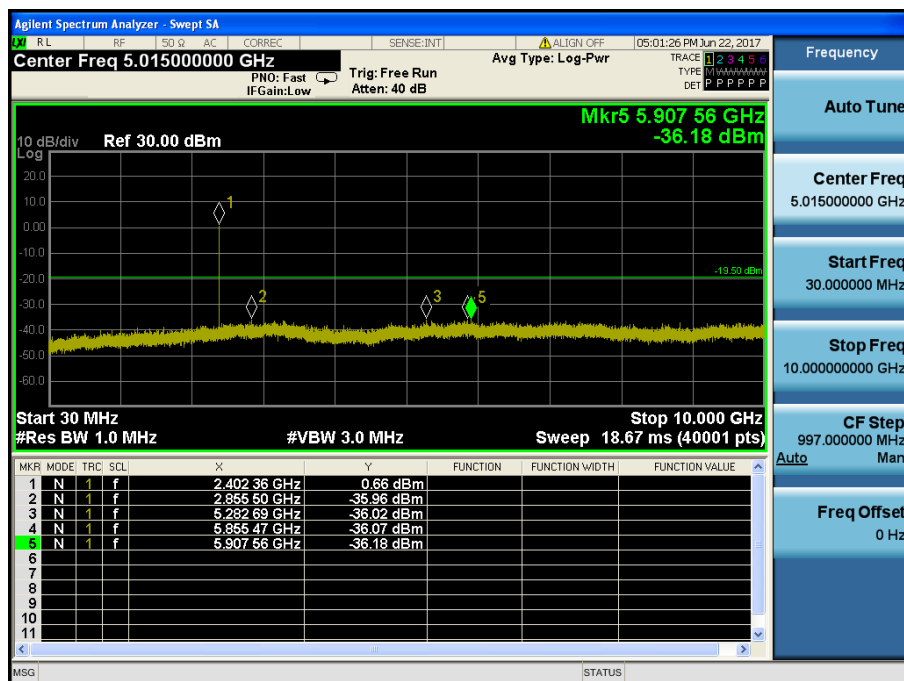 Agilent Spectrum Analyzer - Swept SA
LXI RL RF 50 Ω AC CORREC SENSE:INT ALIGN OFF 05:01:26 PM Jun 22, 2017
Center Freq 5.015000000 GHz Avg Type: Log-Pwr TRACE 1 2 3 4 5 6
PNO: Fast Trig: Free Run TYPE M WWWWW
IFGain:Low Atten: 40 dB DET P P P P P P
Mkr5 5.907 56 GHz
10 dB/div Ref 30.00 dBm -36.18 dBm
Log
20.0
10.0
0.00
-10.0
-20.0
-30.0
-40.0
-50.0
-60.0
1
2
3
5
-19.50 dBm
Start 30 MHz Stop 10.000 GHz
#Res BW 1.0 MHz #VBW 3.0 MHz Sweep 18.67 ms (40001 pts)
MKR MODE TRC SCL X Y FUNCTION FUNCTION WIDTH FUNCTION VALUE
1 N 1 f 2.402 36 GHz 0.66 dBm
2 N 1 f 2.855 50 GHz -35.96 dBm
3 N 1 f 5.282 69 GHz -36.02 dBm
4 N 1 f 5.855 47 GHz -36.07 dBm
5 N 1 f 5.907 56 GHz -36.18 dBm
6
7
8
9
10
11
MSG STATUS
Frequency
Auto Tune
Center Freq
5.015000000 GHz
Start Freq
30.000000 MHz
Stop Freq
10.000000000 GHz
CF Step
997.000000 MHz
Auto Man
Freq Offset
0 Hz